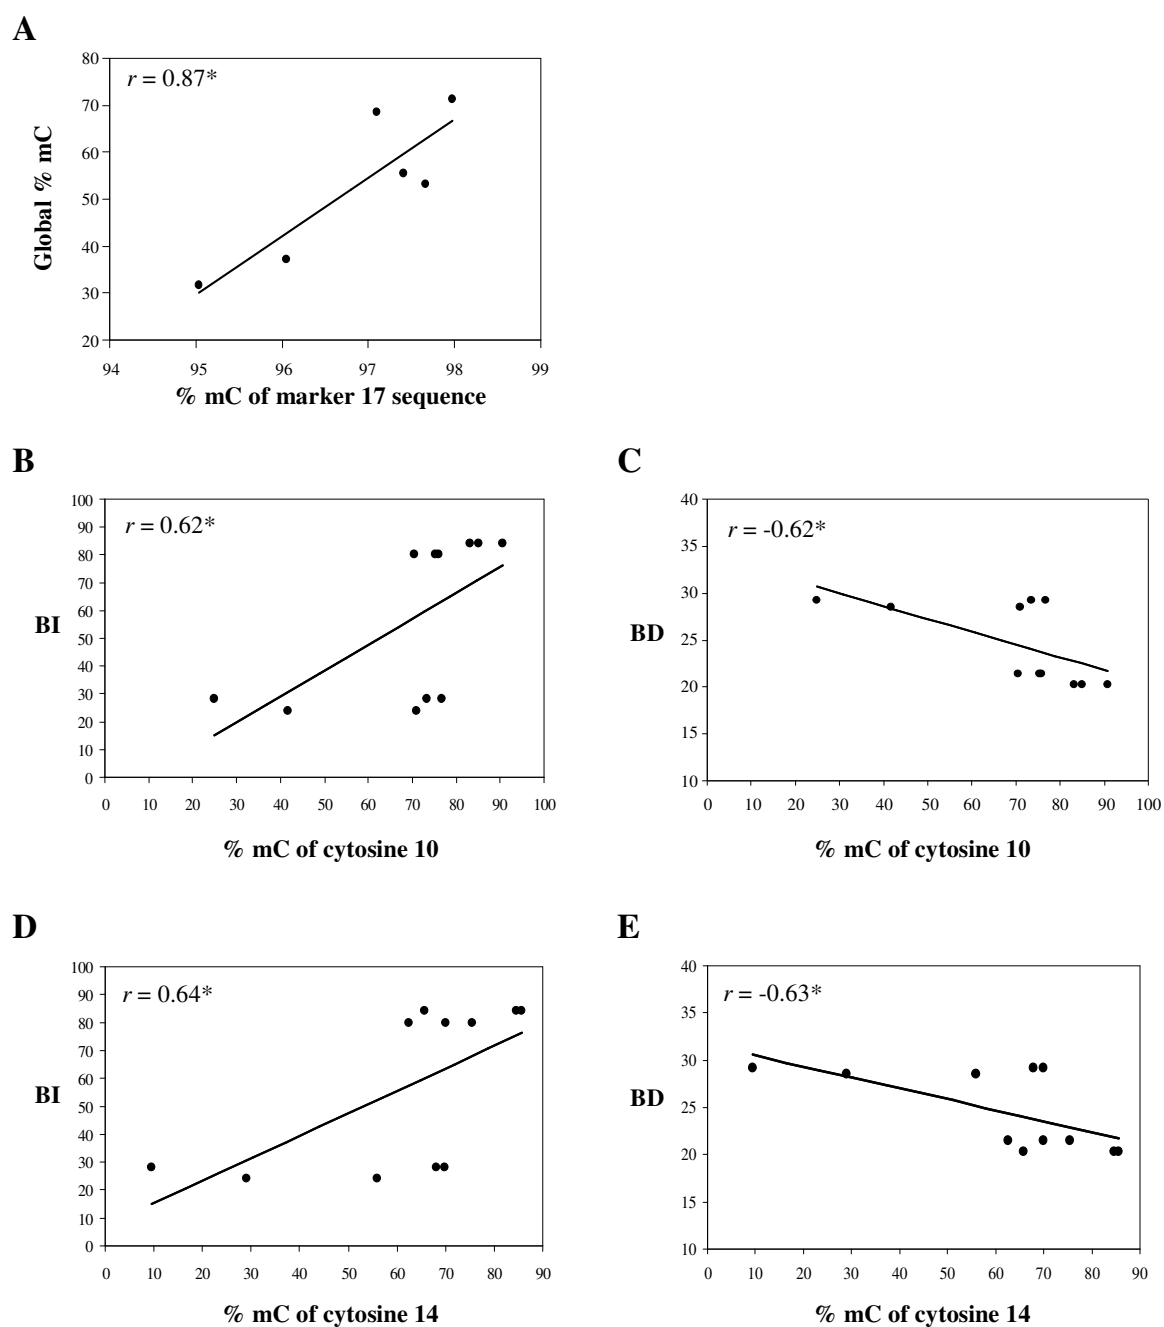 A
r = 0.87*
Global % mC
80
70
60
50
40
30
20
94 95 96 97 98 99
% mC of marker 17 sequence
B
r = 0.62*
BI
100
90
80
70
60
50
40
30
20
10
0
0 10 20 30 40 50 60 70 80 90 100
% mC of cytosine 10
C
r = -0.62*
BD
40
35
30
25
20
15
10
0 10 20 30 40 50 60 70 80 90 100
% mC of cytosine 10
D
r = 0.64*
BI
100
90
80
70
60
50
40
30
20
10
0
0 10 20 30 40 50 60 70 80 90
% mC of cytosine 14
E
r = -0.63*
BD
40
35
30
25
20
15
10
0 10 20 30 40 50 60 70 80 90
% mC of cytosine 14